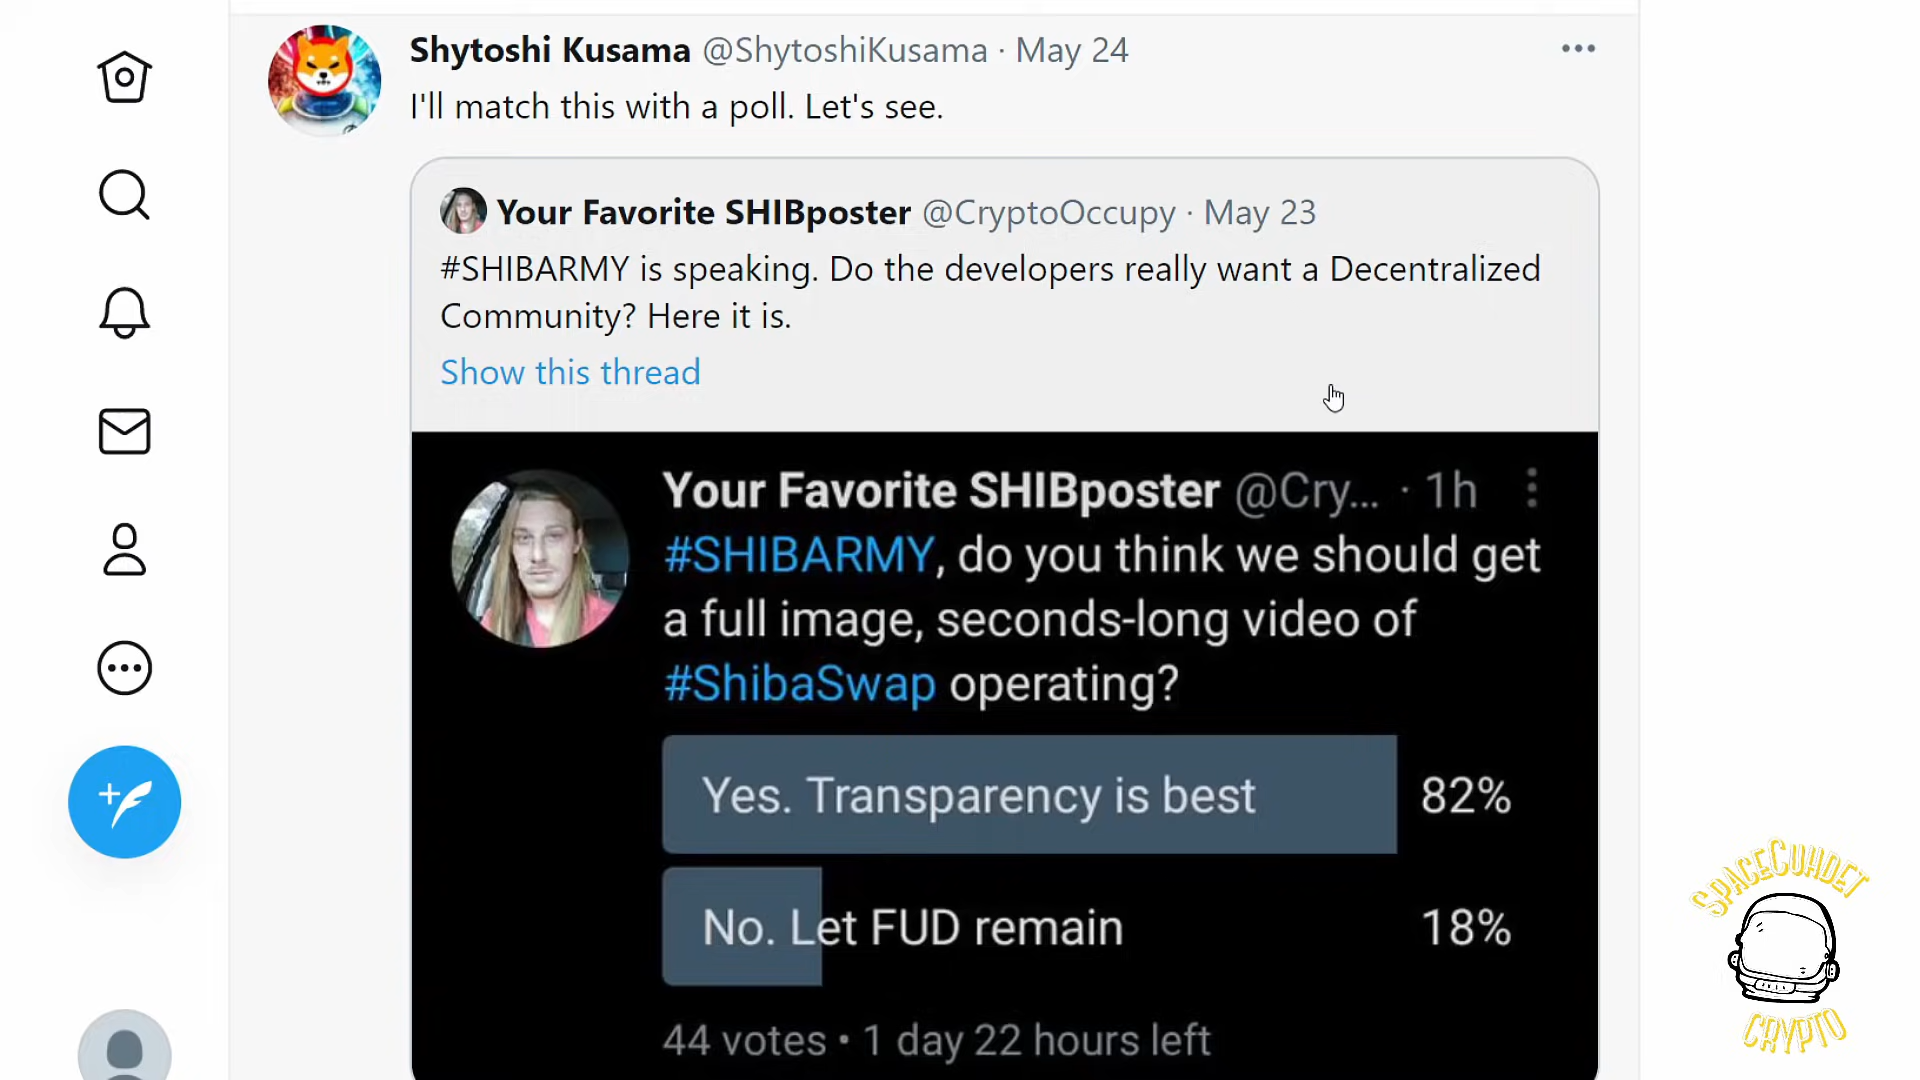 Shytoshi Kusama @ShytoshiKusama · May 24
I'll match this with a poll. Let's see.
Your Favorite SHIBposter @CryptoOccupy · May 23
#SHIBARMY is speaking. Do the developers really want a Decentralized
Community? Here it is.
Show this thread
Your Favorite SHIBposter @Cry... · 1h
#SHIBARMY, do you think we should get
a full image, seconds-long video of
#ShibaSwap operating?
Yes. Transparency is best 82%
No. Let FUD remain 18%
44 votes • 1 day 22 hours left
SPACECUHDET
CRYPTO